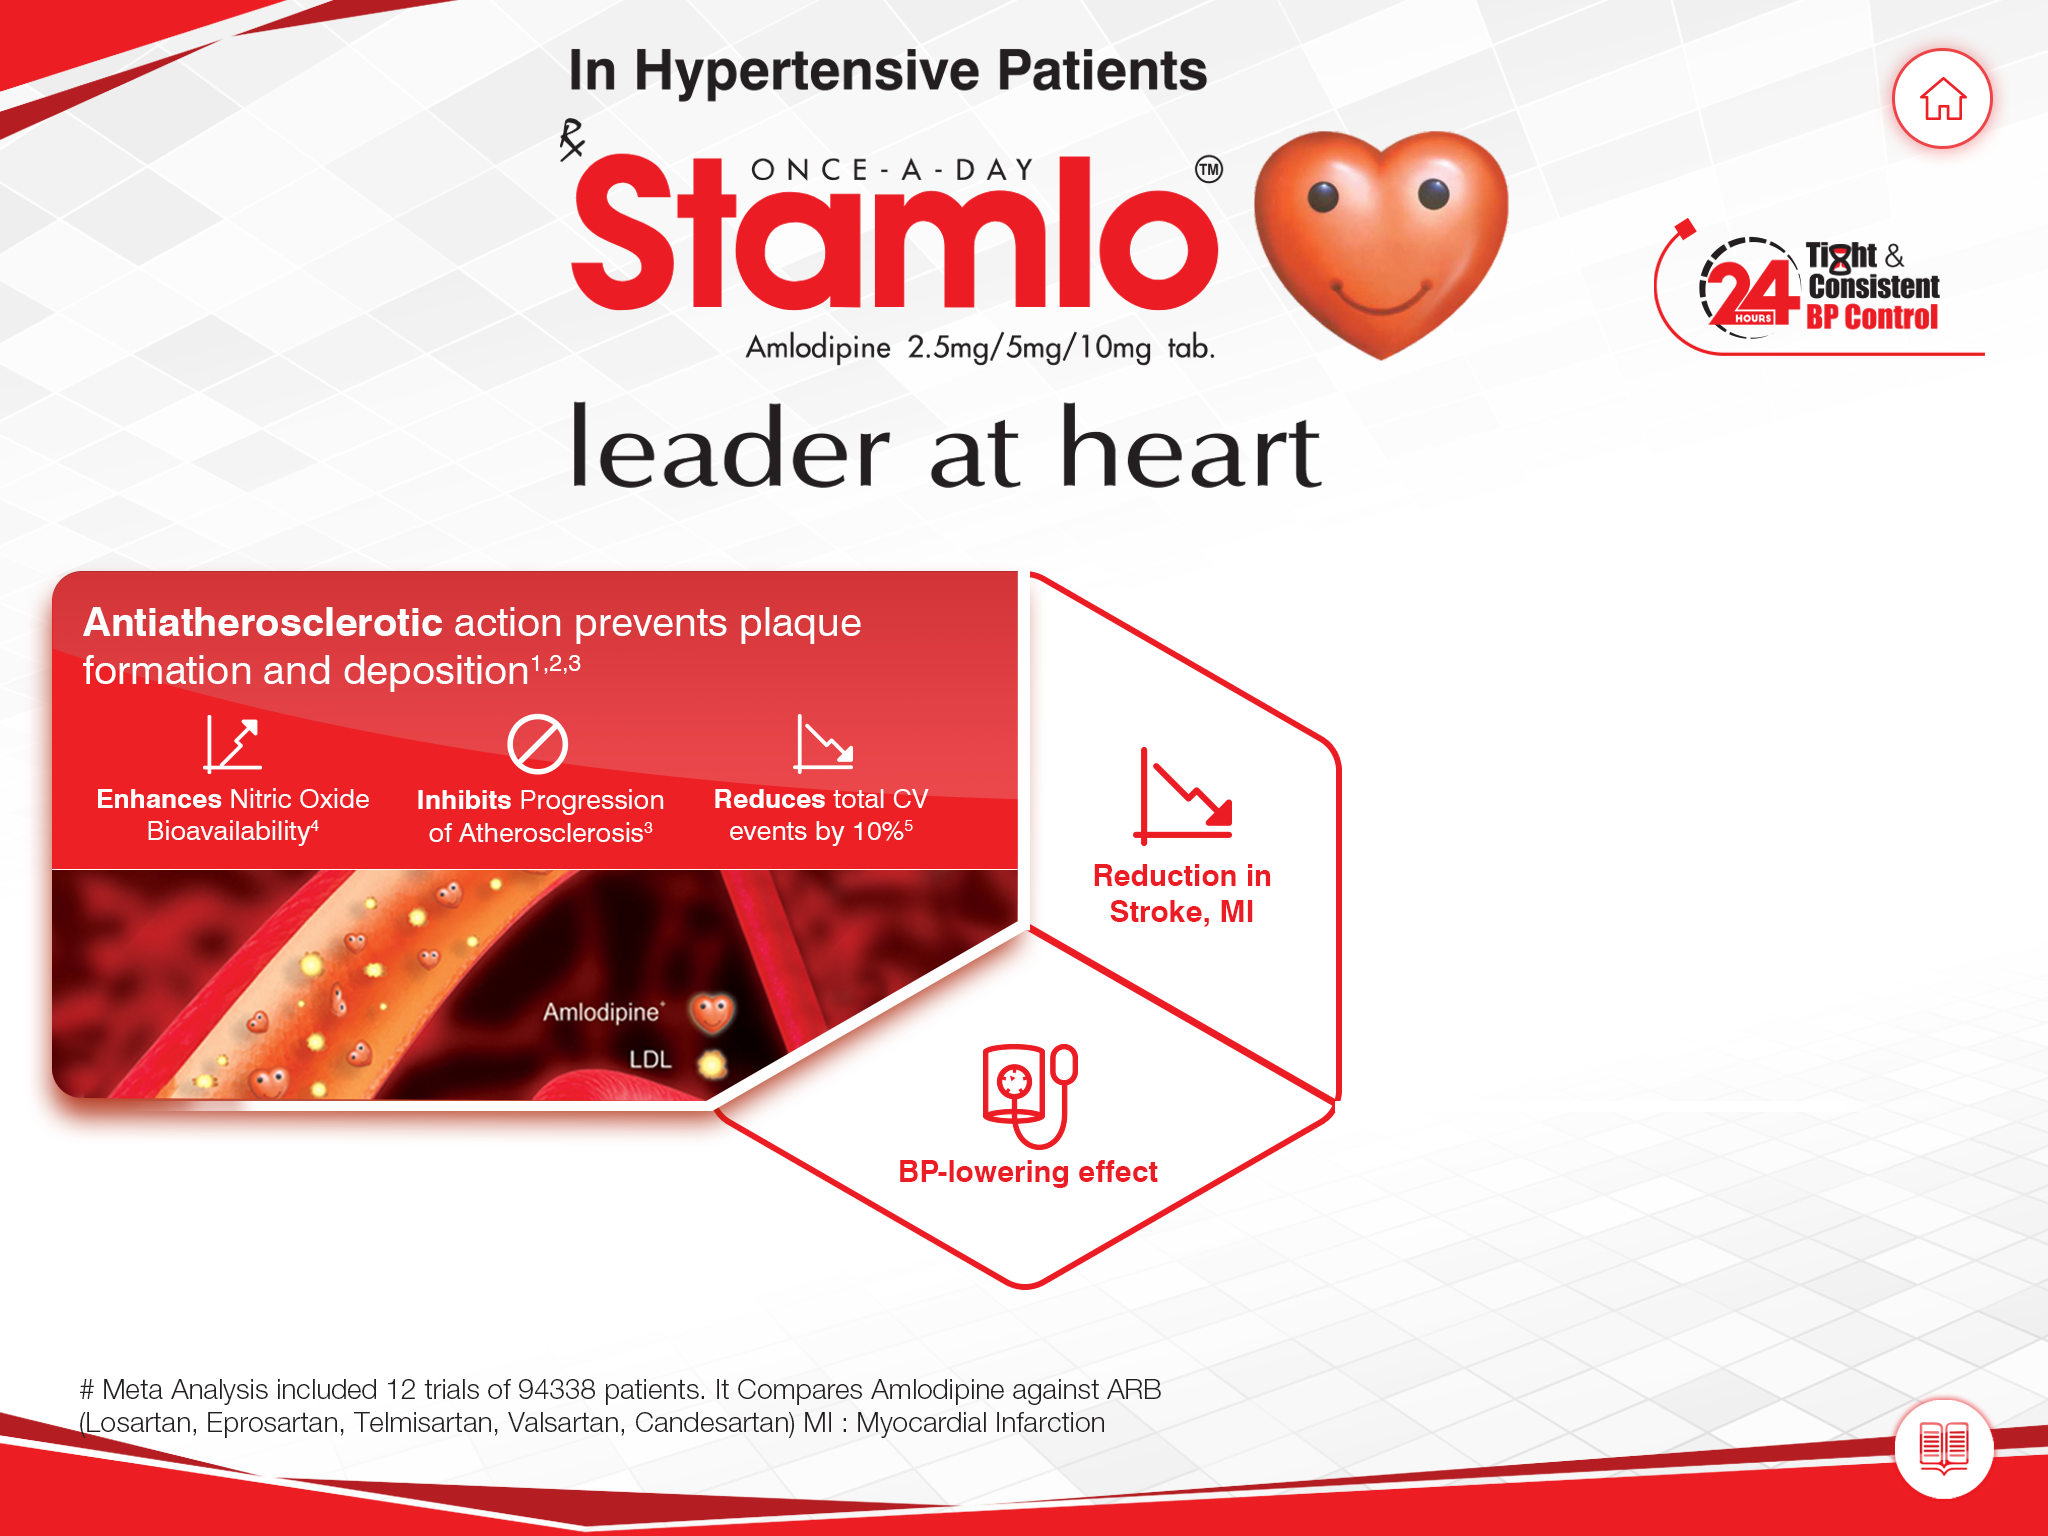 In Hypertensive Patients
℞
ONCE-A-DAY
Stamlo™
Amlodipine 2.5mg/5mg/10mg tab.
leader at heart
24 HOURS
Tight &
Consistent
BP Control
Antiatherosclerotic action prevents plaque
formation and deposition1,2,3
Enhances Nitric Oxide
Bioavailability4
Inhibits Progression
of Atherosclerosis3
Reduces total CV
events by 10%5
Amlodipine+
LDL
Reduction in
Stroke, MI
BP-lowering effect
# Meta Analysis included 12 trials of 94338 patients. It Compares Amlodipine against ARB
(Losartan, Eprosartan, Telmisartan, Valsartan, Candesartan) MI : Myocardial Infarction